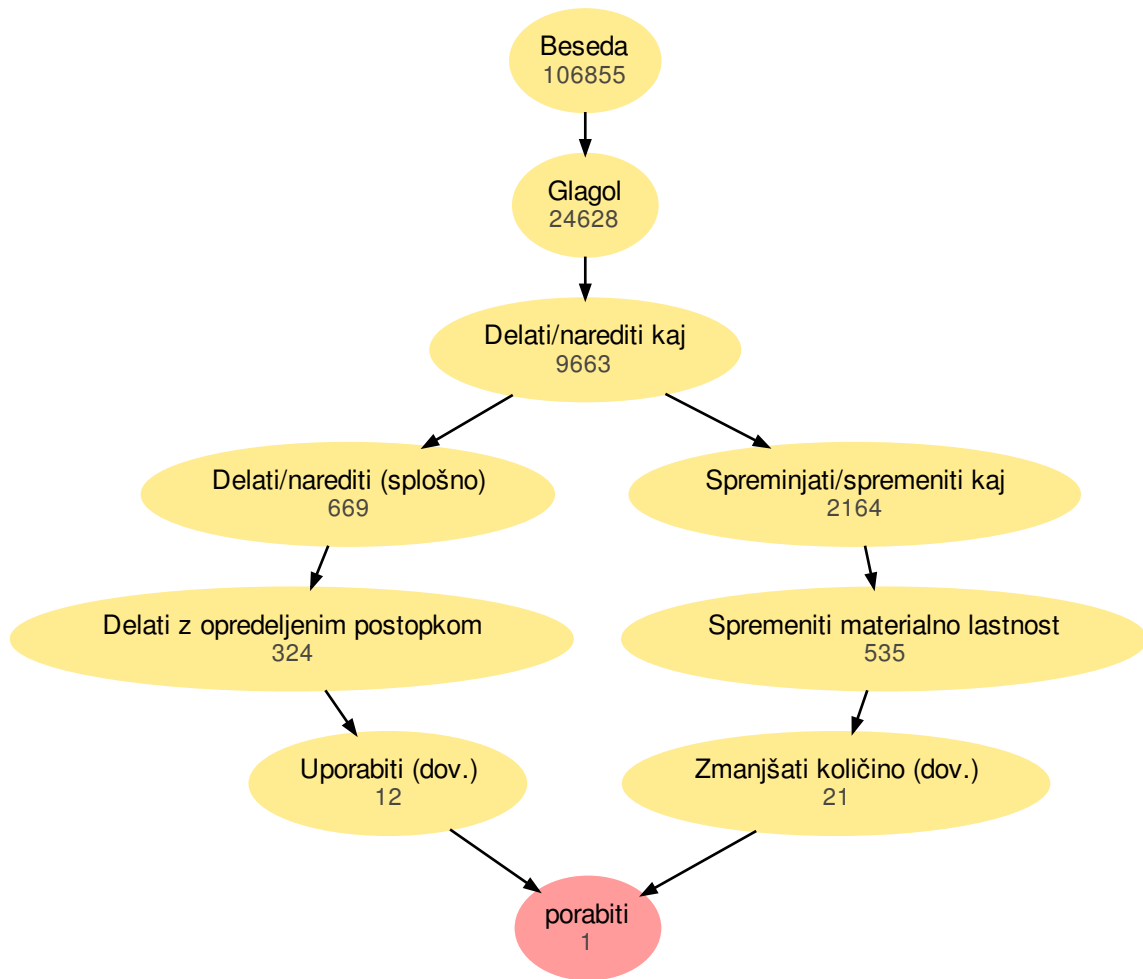 Beseda
106855
Glagol
24628
Delati/narediti kaj
9663
Delati/narediti (splošno)
669
Spreminjati/spremeniti kaj
2164
Delati z opredeljenim postopkom
324
Spremeniti materialno lastnost
535
Uporabiti (dov.)
12
Zmanjšati količino (dov.)
21
porabiti
1